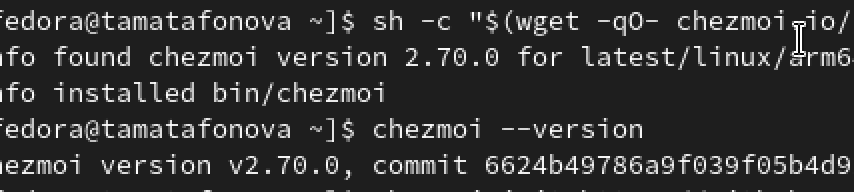 fedora@tamatafonova ~]$ sh -c "$(wget -qO- chezmoi.io/
nfo found chezmoi version 2.70.0 for latest/linux/arm6
nfo installed bin/chezmoi
fedora@tamatafonova ~]$ chezmoi --version
hezmoi version v2.70.0, commit 6624b49786a9f039f05b4d9